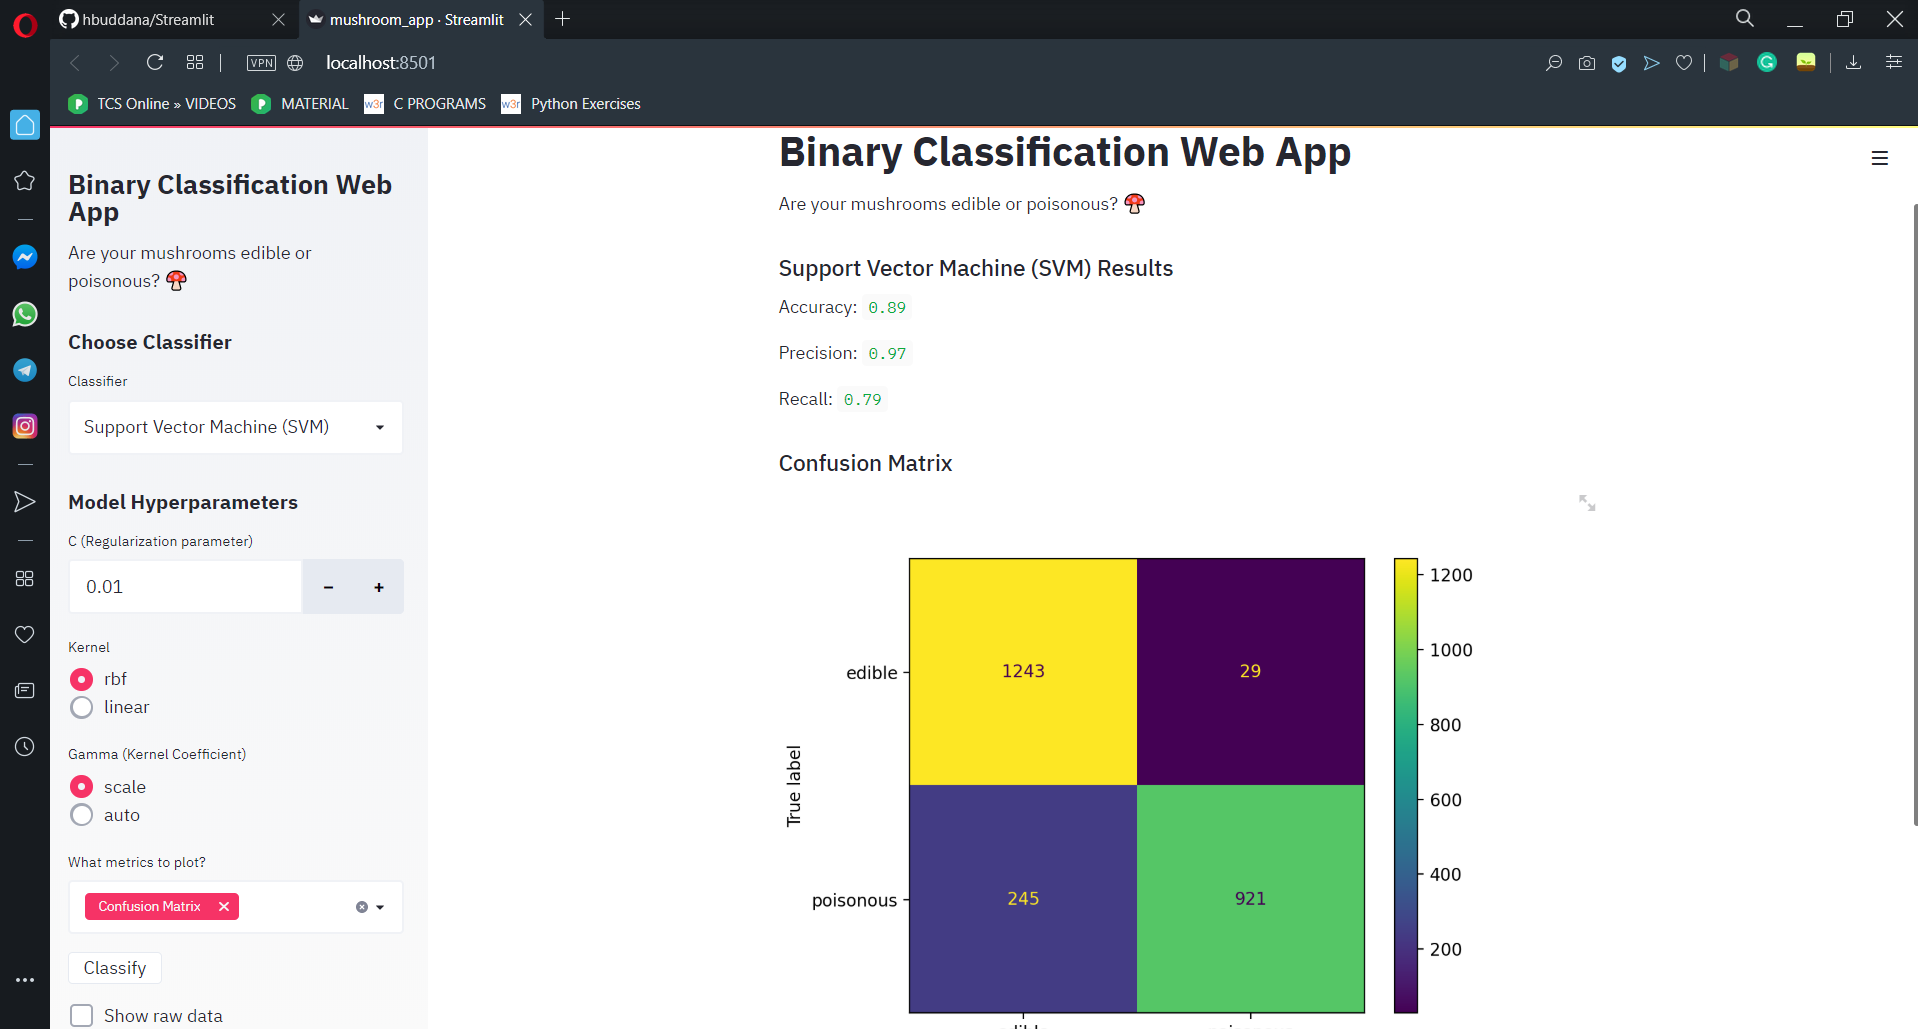 hbuddana/Streamlit
mushroom_app · Streamlit
VPN
localhost:8501
TCS Online » VIDEOS
MATERIAL
w3r
C PROGRAMS
w3r
Python Exercises
Binary Classification Web
App
Are your mushrooms edible or
poisonous? 🍄
Choose Classifier
Classifier
Support Vector Machine (SVM)
Model Hyperparameters
C (Regularization parameter)
0.01
- +
Kernel
rbf
linear
Gamma (Kernel Coefficient)
scale
auto
What metrics to plot?
Confusion Matrix
Classify
Show raw data
Binary Classification Web App
Are your mushrooms edible or poisonous? 🍄
Support Vector Machine (SVM) Results
Accuracy: 0.89
Precision: 0.97
Recall: 0.79
Confusion Matrix
True label
edible
1243 29
poisonous
245 921
1200
1000
800
600
400
200